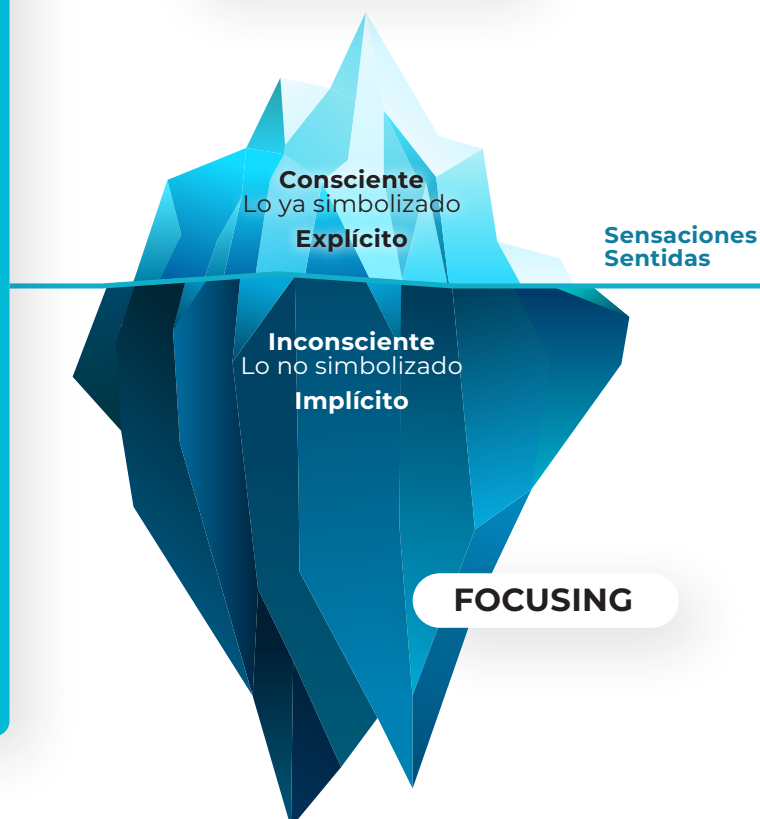 Consciente
Lo ya simbolizado
Explícito
Sensaciones
Sentidas
Inconsciente
Lo no simbolizado
Implícito
FOCUSING